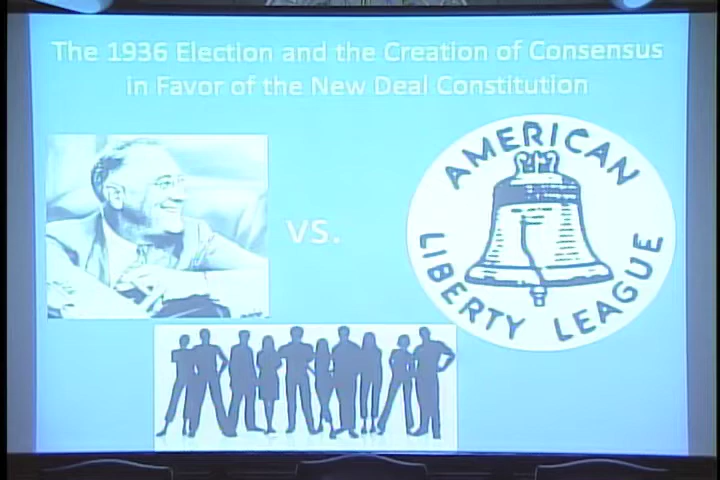 The 1936 Election and the Creation of Consensus
in Favor of the New Deal Constitution
vs.
AMERICAN
LIBERTY LEAGUE